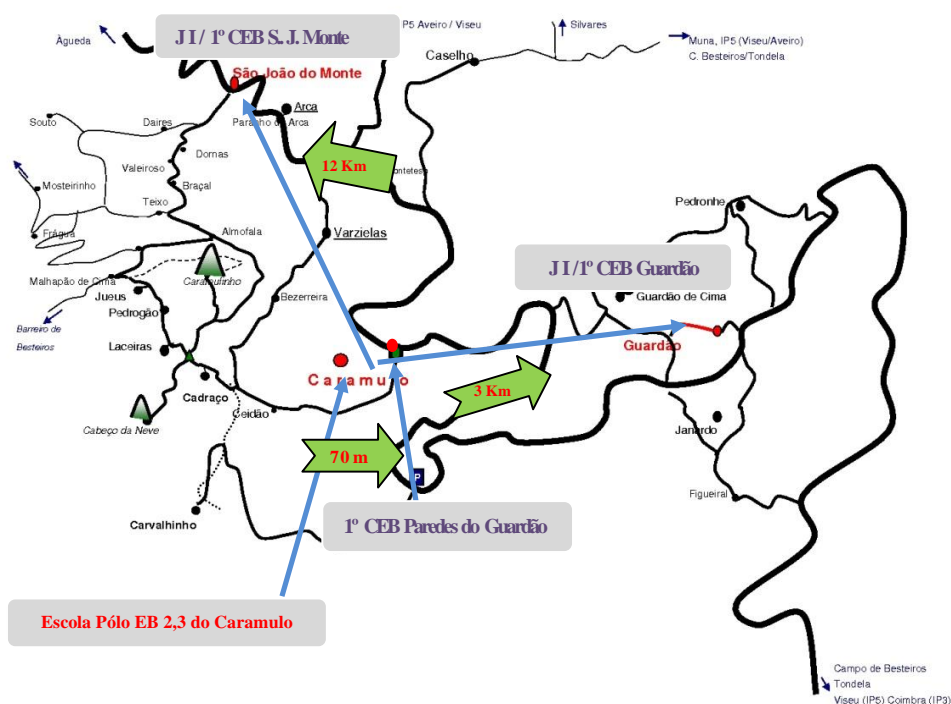 IP5 Aveiro / Viseu
Silvares
Muna, IP5 (Viseu/Aveiro)
C. Besteiros/Tondela
Àgueda
J I / 1º CEB S. J. Monte
Caselho
São João do Monte
Arca
Paranho de Arca
Souto
Daires
Dornas
Valeiroso
12 Km
Mosteirinho
Braçal
Teixo
Pedronhe
Frágua
Almofala
Varzielas
J I /1º CEB Guardão
Malhapão de Cima
Caramulinho
Jueus
Bezerreira
Guardão de Cima
Pedrogão
Barreiro de
Besteiros
Laceiras
Guardão
Caramulo
Cadraço
3 Km
Ceidão
Cabeço da Neve
Janardo
70 m
P
Figueiral
Carvalhinho
1º CEB Paredes do Guardão
Escola Pólo EB 2,3 do Caramulo
Campo de Besteiros
Tondela
Viseu (IP5) Coimbra (IP3)